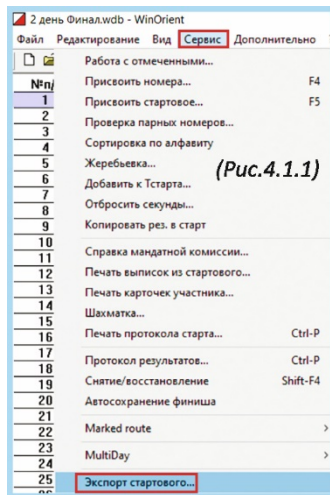 2 день Финал.wdb - WinOrient
Файл Редактирование Вид Сервис Дополнительно
№п/
1
2
3
4
5
6
7
8
9
10
11
12
13
14
15
16
17
18
19
20
21
22
23
24
25
Работа с отмеченными...
Присвоить номера... F4
Присвоить стартовое... F5
Проверка парных номеров...
Сортировка по алфавиту
Жеребьевка...
(Рис.4.1.1)
Добавить к Тстарта...
Отбросить секунды...
Копировать рез. в старт
Справка мандатной комиссии...
Печать выписок из стартового...
Печать карточек участника...
Шахматка...
Печать протокола старта... Ctrl-P
Протокол результатов... Ctrl-P
Снятие/восстановление Shift-F4
Автосохранение финиша
Marked route
MultiDay
Экспорт стартового...